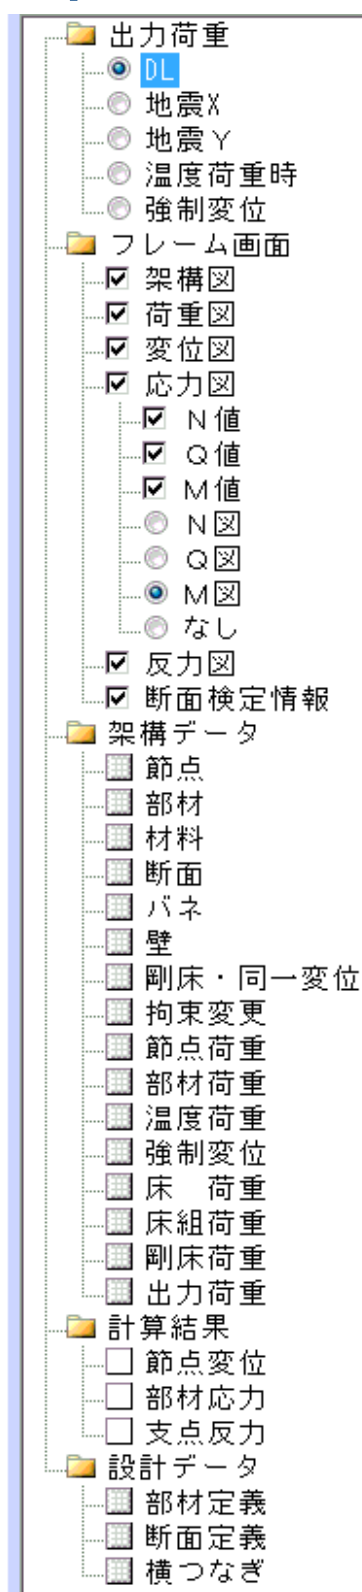 出力荷重
DL
地震X
地震Y
温度荷重時
強制変位
フレーム画面
架構図
荷重図
変位図
応力図
N値
Q値
M値
N図
Q図
M図
なし
反力図
断面検定情報
架構データ
節点
部材
材料
断面
バネ
壁
剛床・同一変位
拘束変更
節点荷重
部材荷重
温度荷重
強制変位
床　荷重
床組荷重
剛床荷重
出力荷重
計算結果
節点変位
部材応力
支点反力
設計データ
部材定義
断面定義
横つなぎ